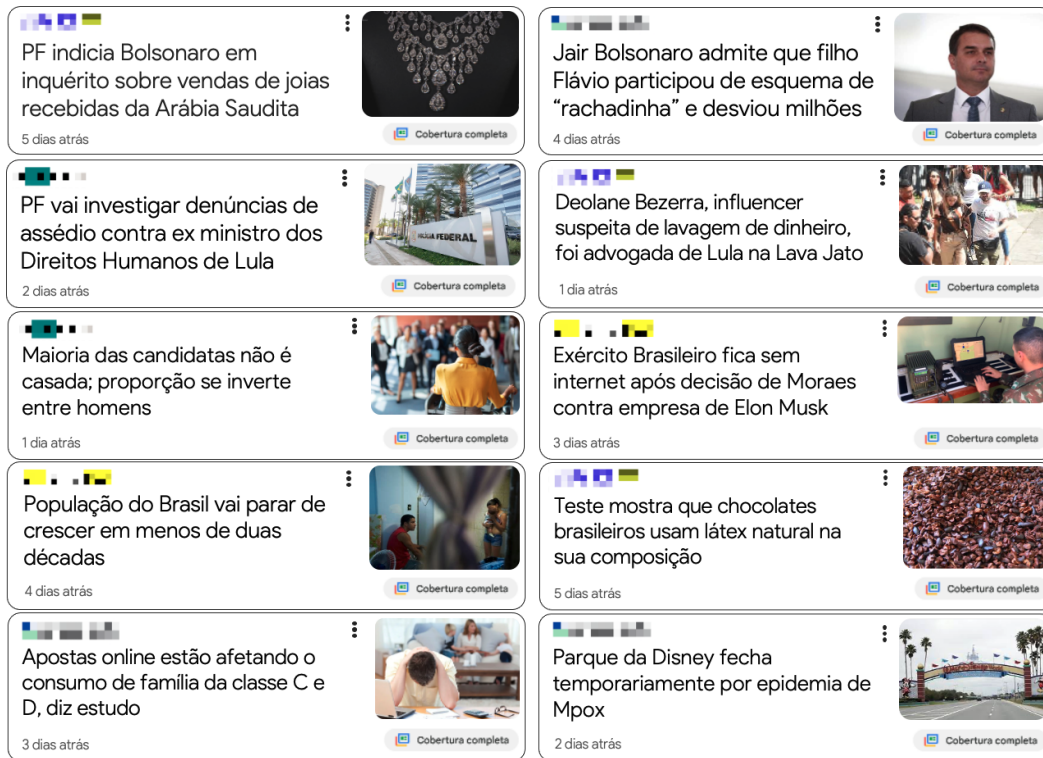 PF indicia Bolsonaro em
inquérito sobre vendas de joias
recebidas da Arábia Saudita
5 dias atrás
Cobertura completa
Jair Bolsonaro admite que filho
Flávio participou de esquema de
“rachadinha” e desviou milhões
4 dias atrás
Cobertura completa
PF vai investigar denúncias de
assédio contra ex ministro dos
Direitos Humanos de Lula
2 dias atrás
POLÍCIA FEDERAL
Cobertura completa
Deolane Bezerra, influencer
suspeita de lavagem de dinheiro,
foi advogada de Lula na Lava Jato
1 dia atrás
Cobertura completa
Maioria das candidatas não é
casada; proporção se inverte
entre homens
1 dia atrás
Cobertura completa
Exército Brasileiro fica sem
internet após decisão de Moraes
contra empresa de Elon Musk
3 dias atrás
Cobertura completa
População do Brasil vai parar de
crescer em menos de duas
décadas
4 dias atrás
Cobertura completa
Teste mostra que chocolates
brasileiros usam látex natural na
sua composição
5 dias atrás
Cobertura completa
Apostas online estão afetando o
consumo de família da classe C e
D, diz estudo
3 dias atrás
Cobertura completa
Parque da Disney fecha
temporariamente por epidemia de
Mpox
2 dias atrás
Cobertura completa